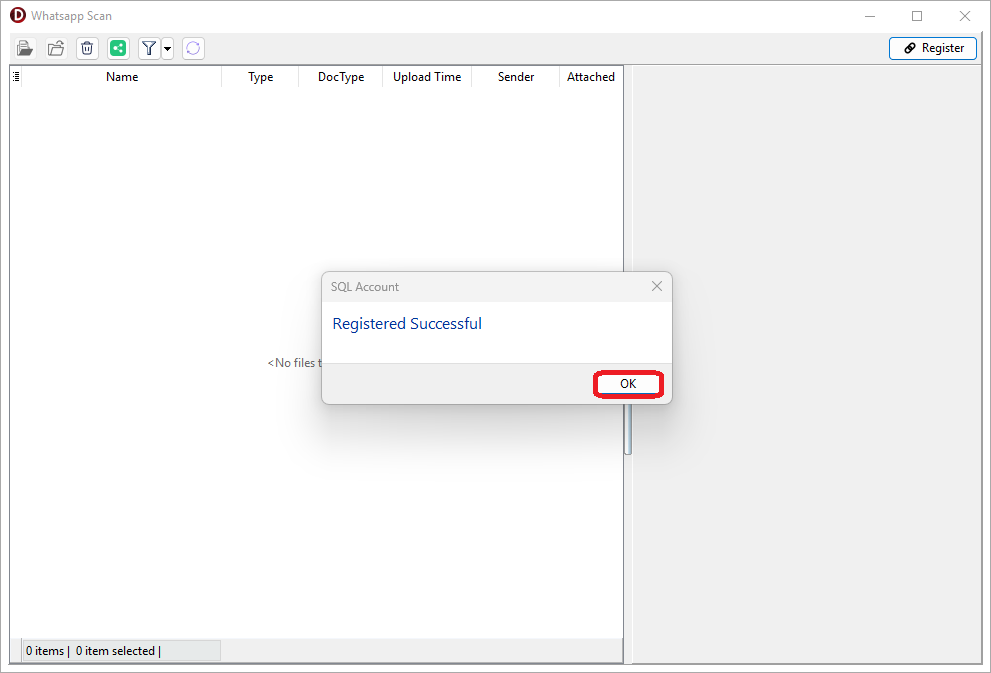 Whatsapp Scan
Register
Name Type DocType Upload Time Sender Attached
SQL Account
Registered Successful
<No files t
OK
0 items | 0 item selected |